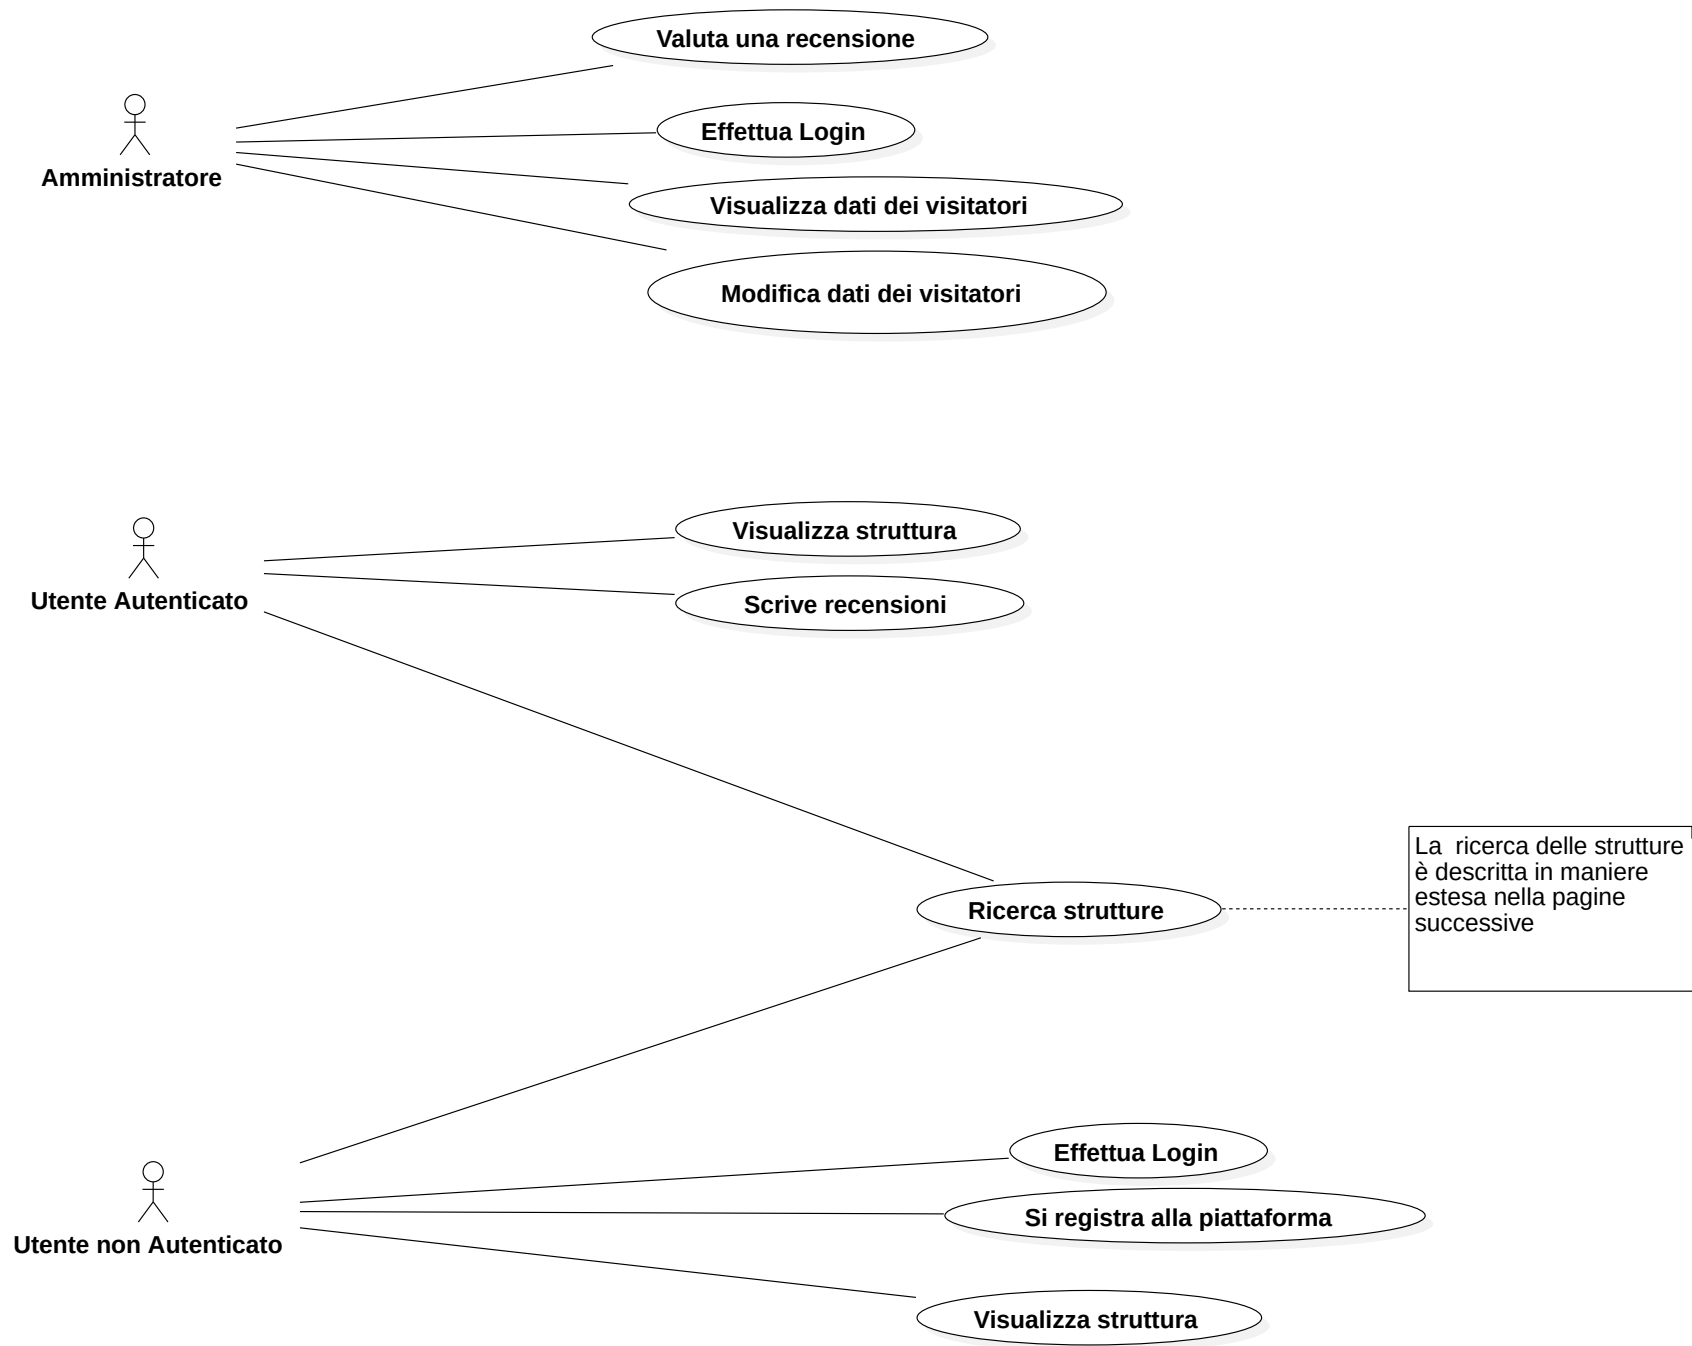 Valuta una recensione
Effettua Login
Amministratore
Visualizza dati dei visitatori
Modifica dati dei visitatori
Visualizza struttura
Utente Autenticato
Scrive recensioni
La  ricerca delle strutture
è descritta in maniere
estesa nella pagine
successive
Ricerca strutture
Effettua Login
Si registra alla piattaforma
Utente non Autenticato
Visualizza struttura